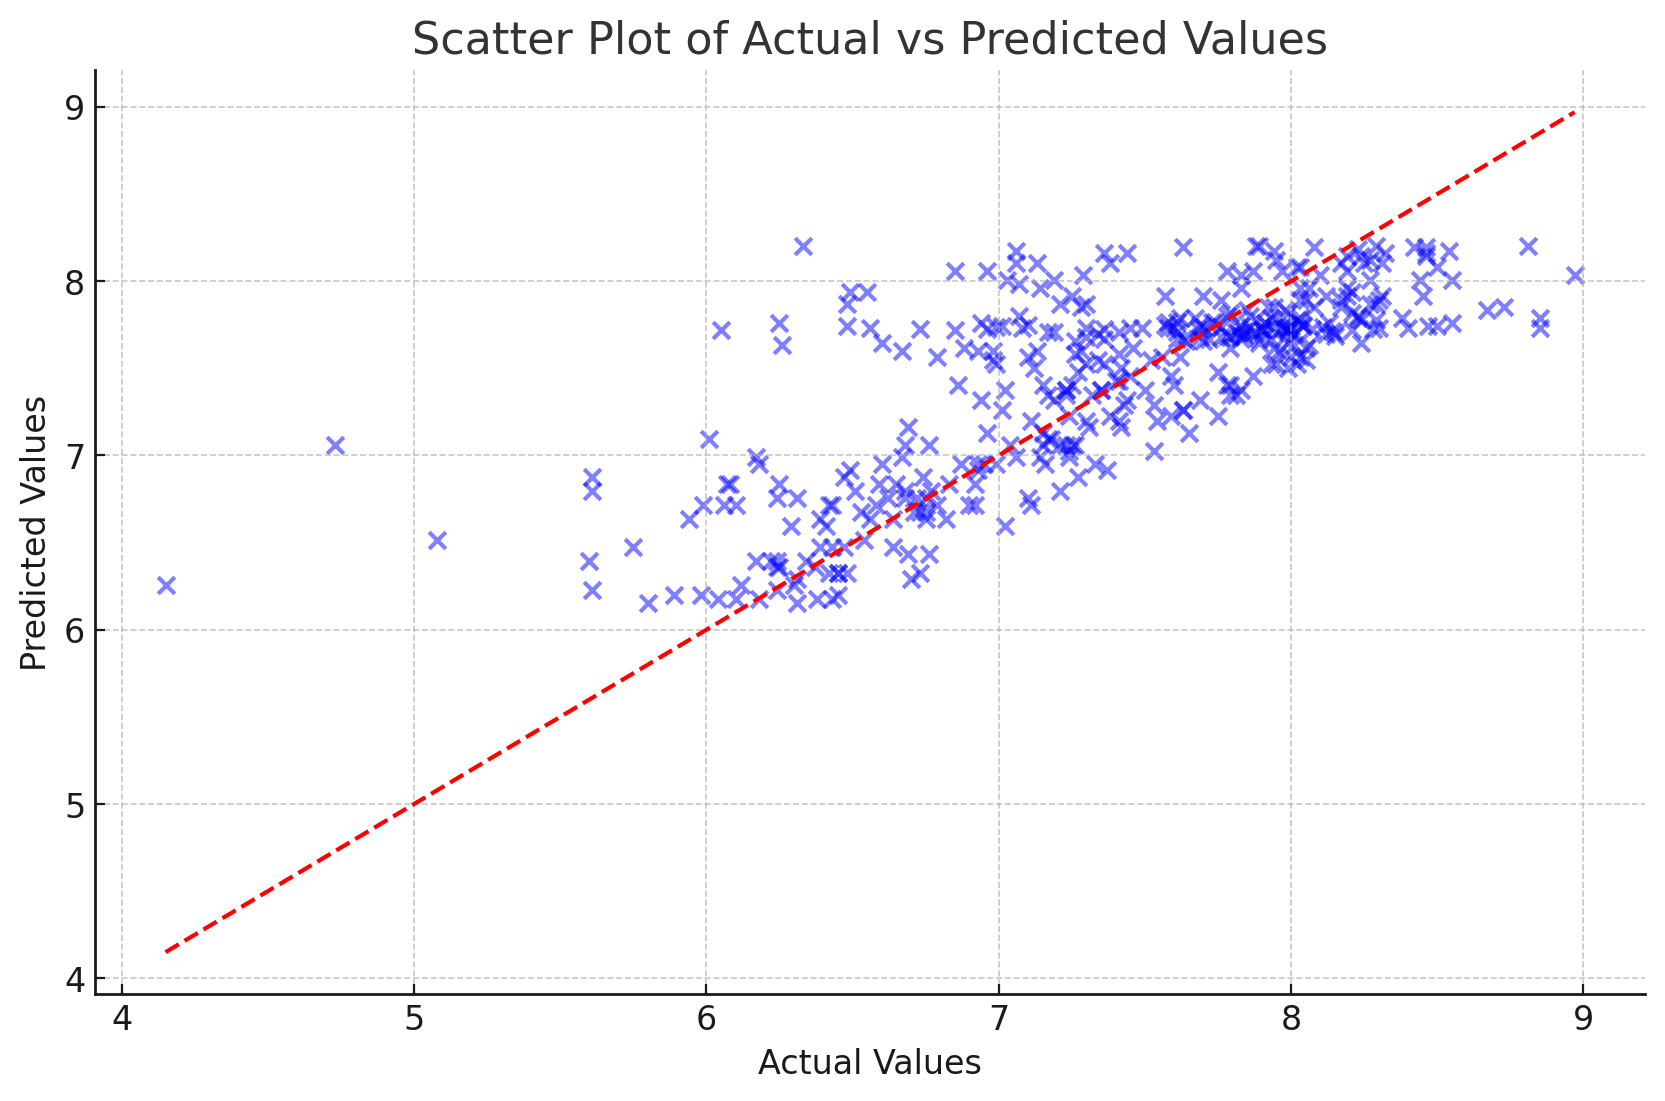 Scatter Plot of Actual vs Predicted Values
9
8
7
6
5
4
Predicted Values
4 5 6 7 8 9
Actual Values